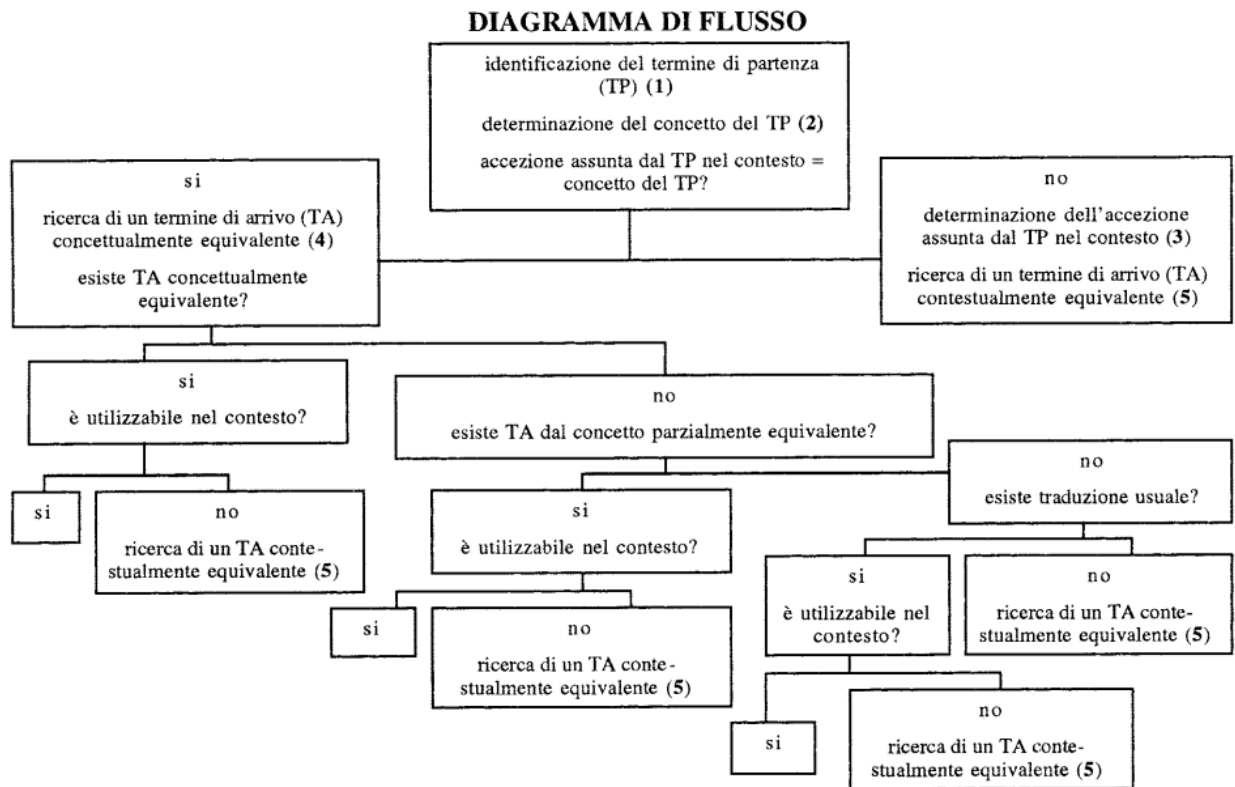 DIAGRAMMA DI FLUSSO
identificazione del termine di partenza
(TP) (1)
determinazione del concetto del TP (2)
accezione assunta dal TP nel contesto =
concetto del TP?
si
ricerca di un termine di arrivo (TA)
concettualmente equivalente (4)
esiste TA concettualmente
equivalente?
no
determinazione dell'accezione
assunta dal TP nel contesto (3)
ricerca di un termine di arrivo (TA)
contestualmente equivalente (5)
si
è utilizzabile nel contesto?
no
esiste TA dal concetto parzialmente equivalente?
si
no
ricerca di un TA conte-
stualmente equivalente (5)
si
è utilizzabile nel contesto?
no
esiste traduzione usuale?
si
no
ricerca di un TA conte-
stualmente equivalente (5)
si
è utilizzabile nel
contesto?
no
ricerca di un TA conte-
stualmente equivalente (5)
si
no
ricerca di un TA conte-
stualmente equivalente (5)